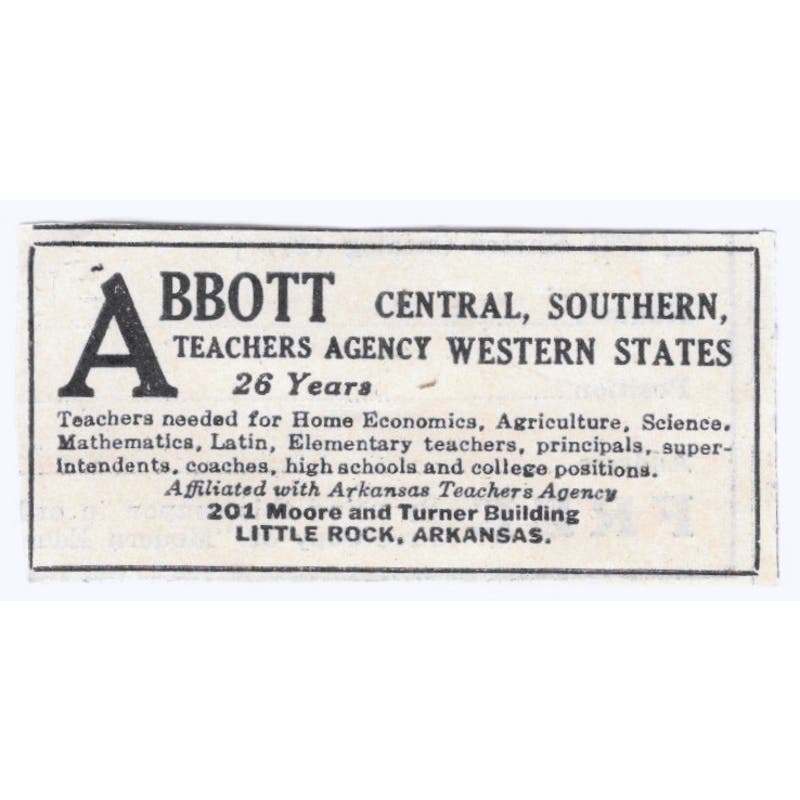 ABBOTT CENTRAL, SOUTHERN,
TEACHERS AGENCY WESTERN STATES
26 Years
Teachers needed for Home Economics, Agriculture, Science,
Mathematics, Latin, Elementary teachers, principals, super-
intendents, coaches, high schools and college positions.
Affiliated with Arkansas Teachers Agency
201 Moore and Turner Building
LITTLE ROCK, ARKANSAS.